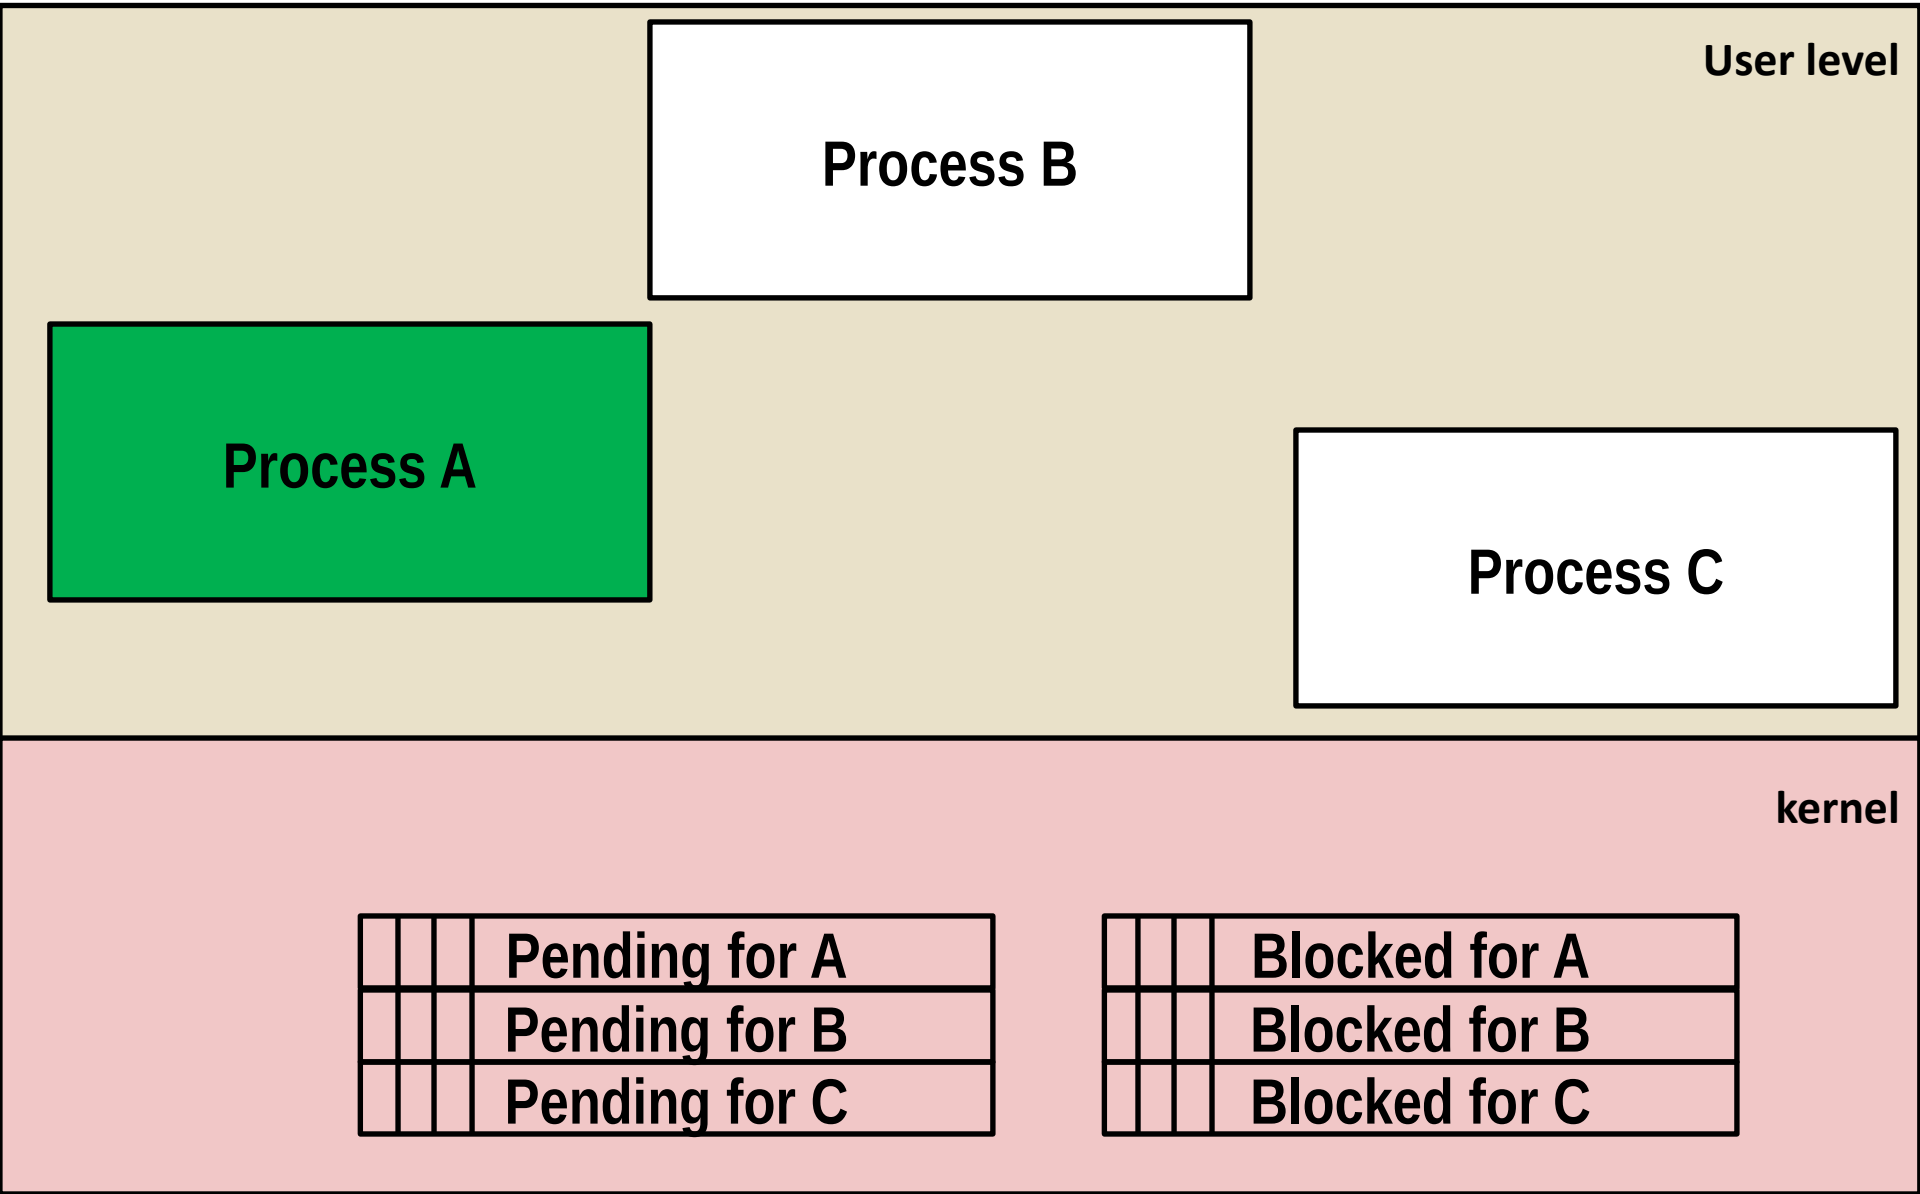 User level
Process B
Process A
Process C
kernel
Pending for A
Blocked for A
Pending for B
Blocked for B
Pending for C
Blocked for C